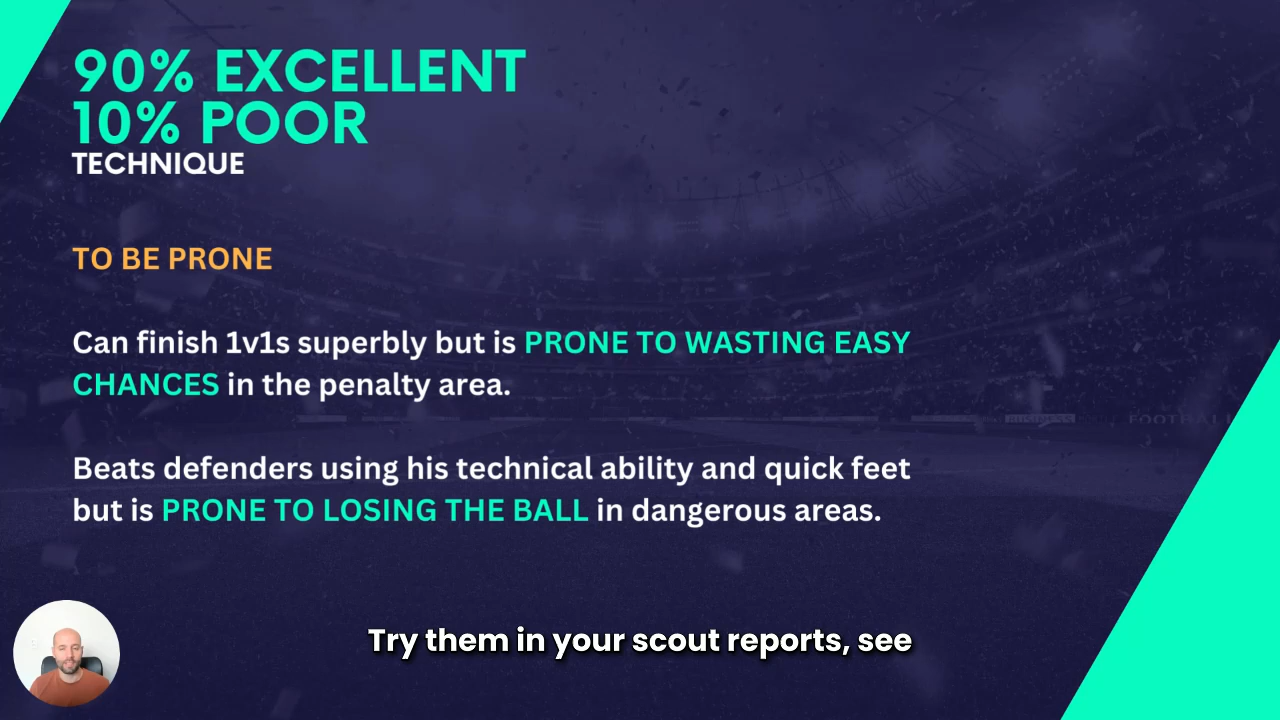 90% EXCELLENT
10% POOR
TECHNIQUE
TO BE PRONE
Can finish 1v1s superbly but is PRONE TO WASTING EASY
CHANCES in the penalty area.
BUSINESS
FOOTBALL
Beats defenders using his technical ability and quick feet
but is PRONE TO LOSING THE BALL in dangerous areas.
Try them in your scout reports, see